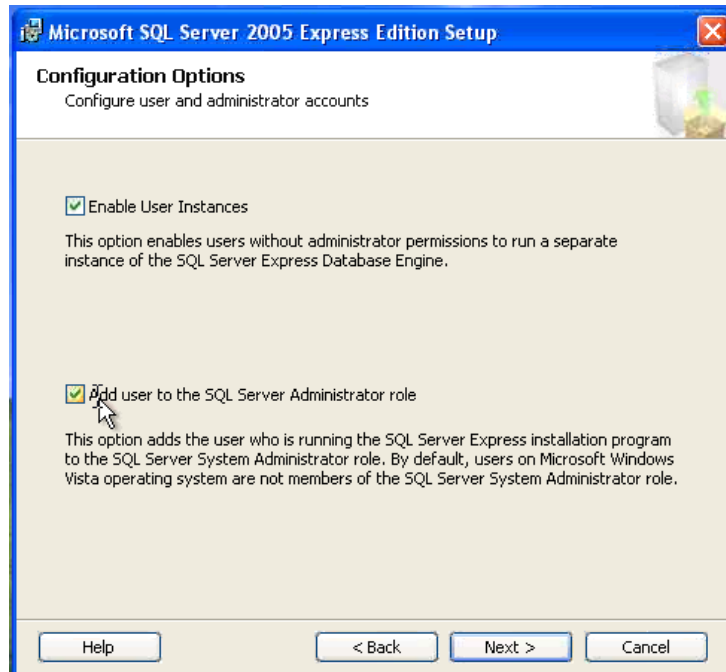 Microsoft SQL Server 2005 Express Edition Setup
Configuration Options
Configure user and administrator accounts
Enable User Instances
This option enables users without administrator permissions to run a separate
instance of the SQL Server Express Database Engine.
Add user to the SQL Server Administrator role
This option adds the user who is running the SQL Server Express installation program
to the SQL Server System Administrator role. By default, users on Microsoft Windows
Vista operating system are not members of the SQL Server System Administrator role.
Help
< Back
Next >
Cancel